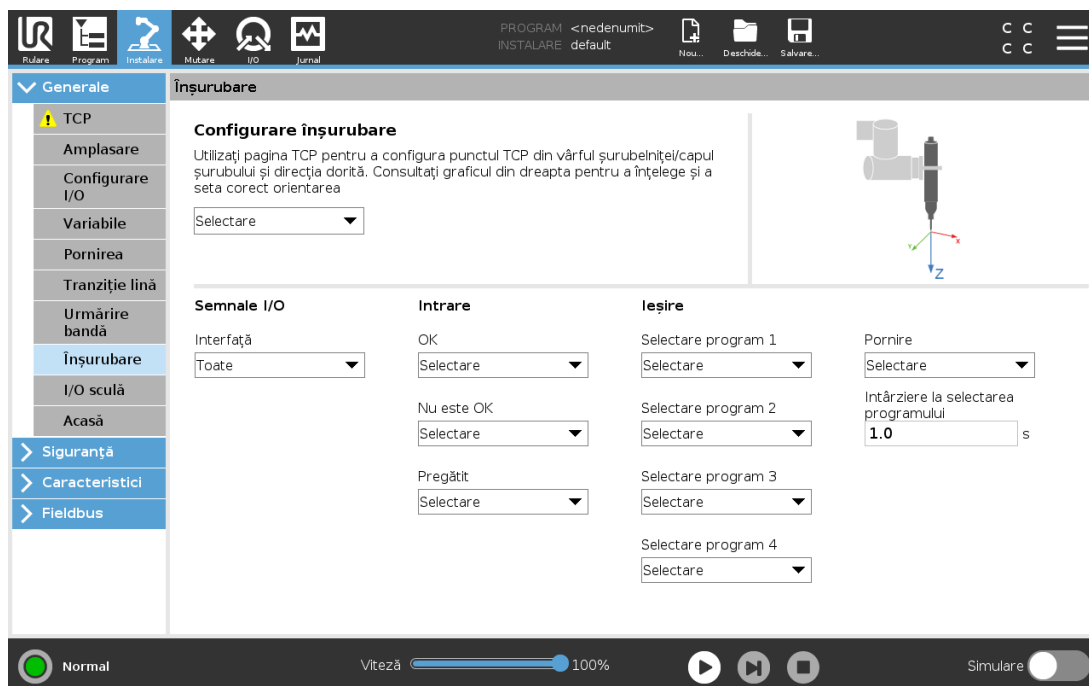 PROGRAM <nedenumit>
INSTALARE default
C C
C C
Rulare Program Instalare Mutare I/O Jurnal Nou... Deschide... Salvare...
Generale
TCP
Amplasare
Configurare
I/O
Variabile
Pornirea
Tranziție lină
Urmărire
bandă
Înșurubare
I/O sculă
Acasă
Siguranță
Caracteristici
Fieldbus
Înșurubare
Configurare înșurubare
Utilizați pagina TCP pentru a configura punctul TCP din vârful șurubelniței/capul
șurubului și direcția dorită. Consultați graficul din dreapta pentru a înțelege și a
seta corect orientarea
Selectare
Y
X
Z
Semnale I/O
Interfață
Toate
Intrare
OK
Selectare
Nu este OK
Selectare
Pregătit
Selectare
Ieșire
Selectare program 1
Selectare
Selectare program 2
Selectare
Selectare program 3
Selectare
Selectare program 4
Selectare
Pornire
Selectare
Intârziere la selectarea
programului
1.0 s
Normal
Viteză 100%
Simulare